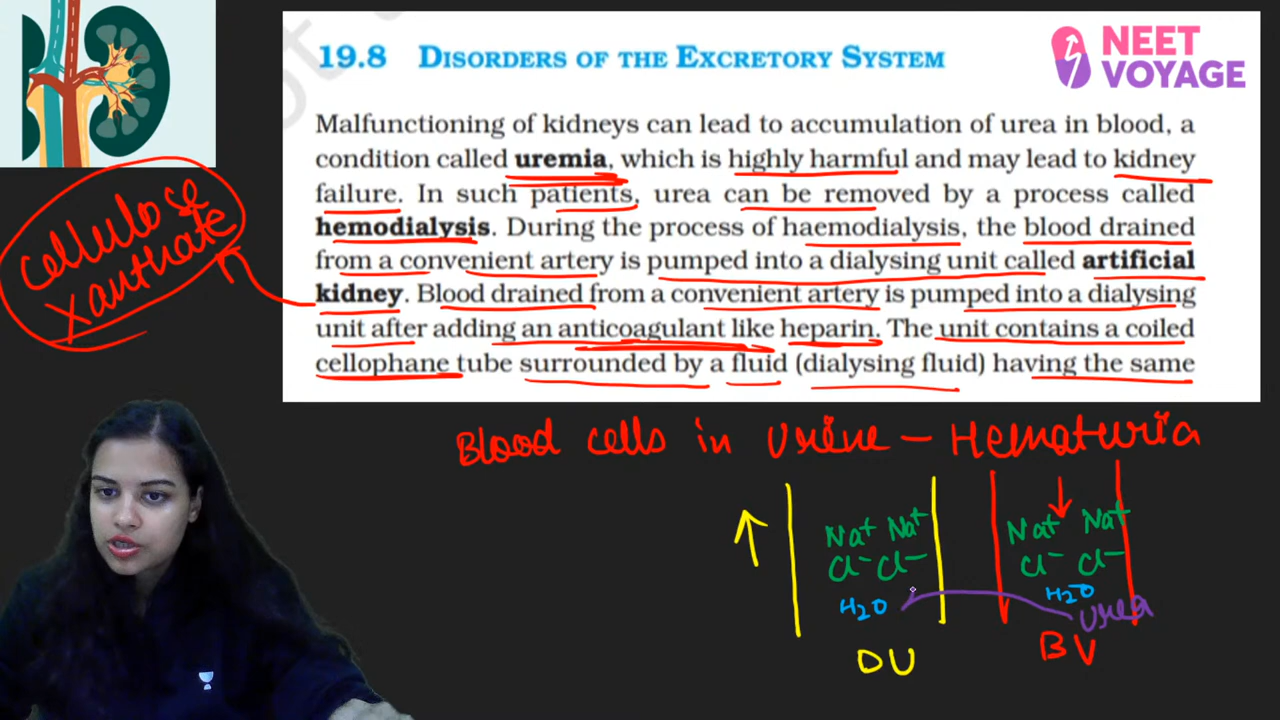 19.8 DISORDERS OF THE EXCRETORY SYSTEM
NEET
VOYAGE
Malfunctioning of kidneys can lead to accumulation of urea in blood, a
condition called uremia, which is highly harmful and may lead to kidney
failure. In such patients, urea can be removed by a process called
hemodialysis. During the process of haemodialysis, the blood drained
from a convenient artery is pumped into a dialysing unit called artificial
kidney. Blood drained from a convenient artery is pumped into a dialysing
unit after adding an anticoagulant like heparin. The unit contains a coiled
cellophane tube surrounded by a fluid (dialysing fluid) having the same
cellulose
xanthate
Blood cells in Urine – Hematuria
Na+ Na+ Na+ Na+
Cl– Cl– Cl– Cl–
H2O H2O
Urea
DU BV